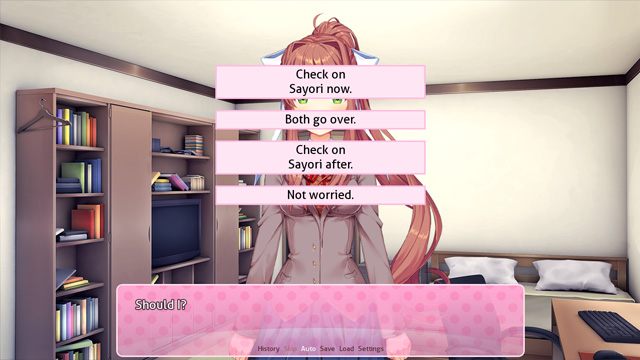 Check on
Sayori now.
Both go over.
Check on
Sayori after.
Not worried.
Should I?
History Skip Auto Save Load Settings